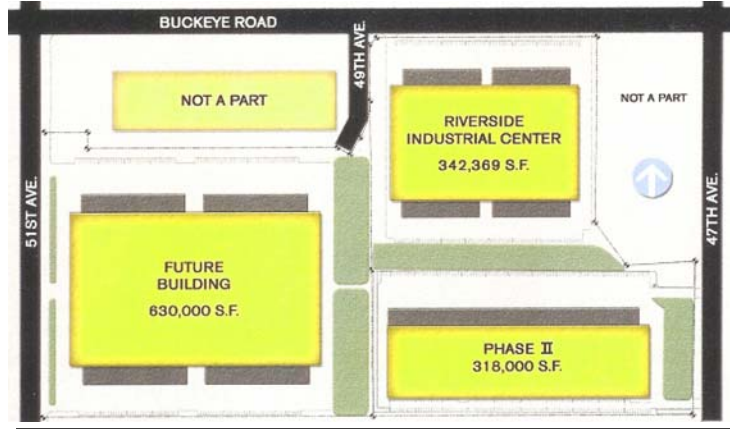 BUCKEYE ROAD
49TH AVE.
NOT A PART
RIVERSIDE
INDUSTRIAL CENTER
342,369 S.F.
NOT A PART
51ST AVE.
47TH AVE.
FUTURE
BUILDING
630,000 S.F.
PHASE II
318,000 S.F.